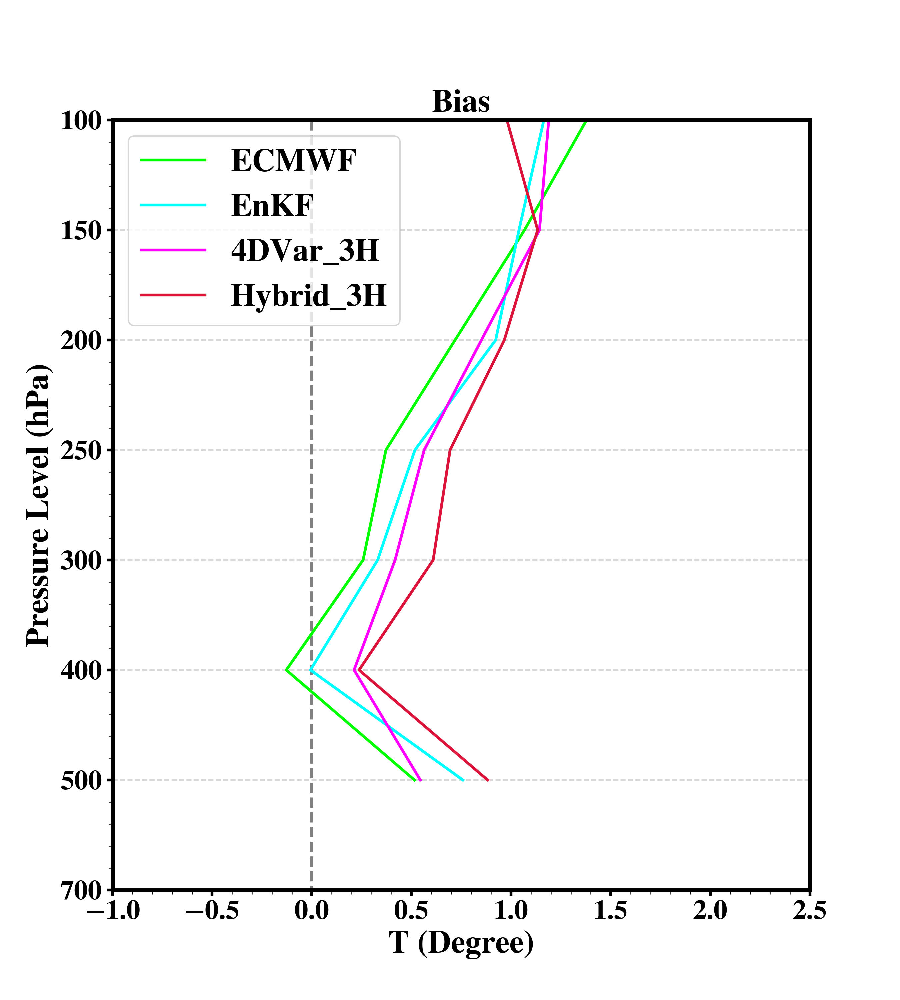 Bias
ECMWF
EnKF
4DVar_3H
Hybrid_3H
Pressure Level (hPa)
100
150
200
250
300
400
500
700
−1.0 −0.5 0.0 0.5 1.0 1.5 2.0 2.5
T (Degree)